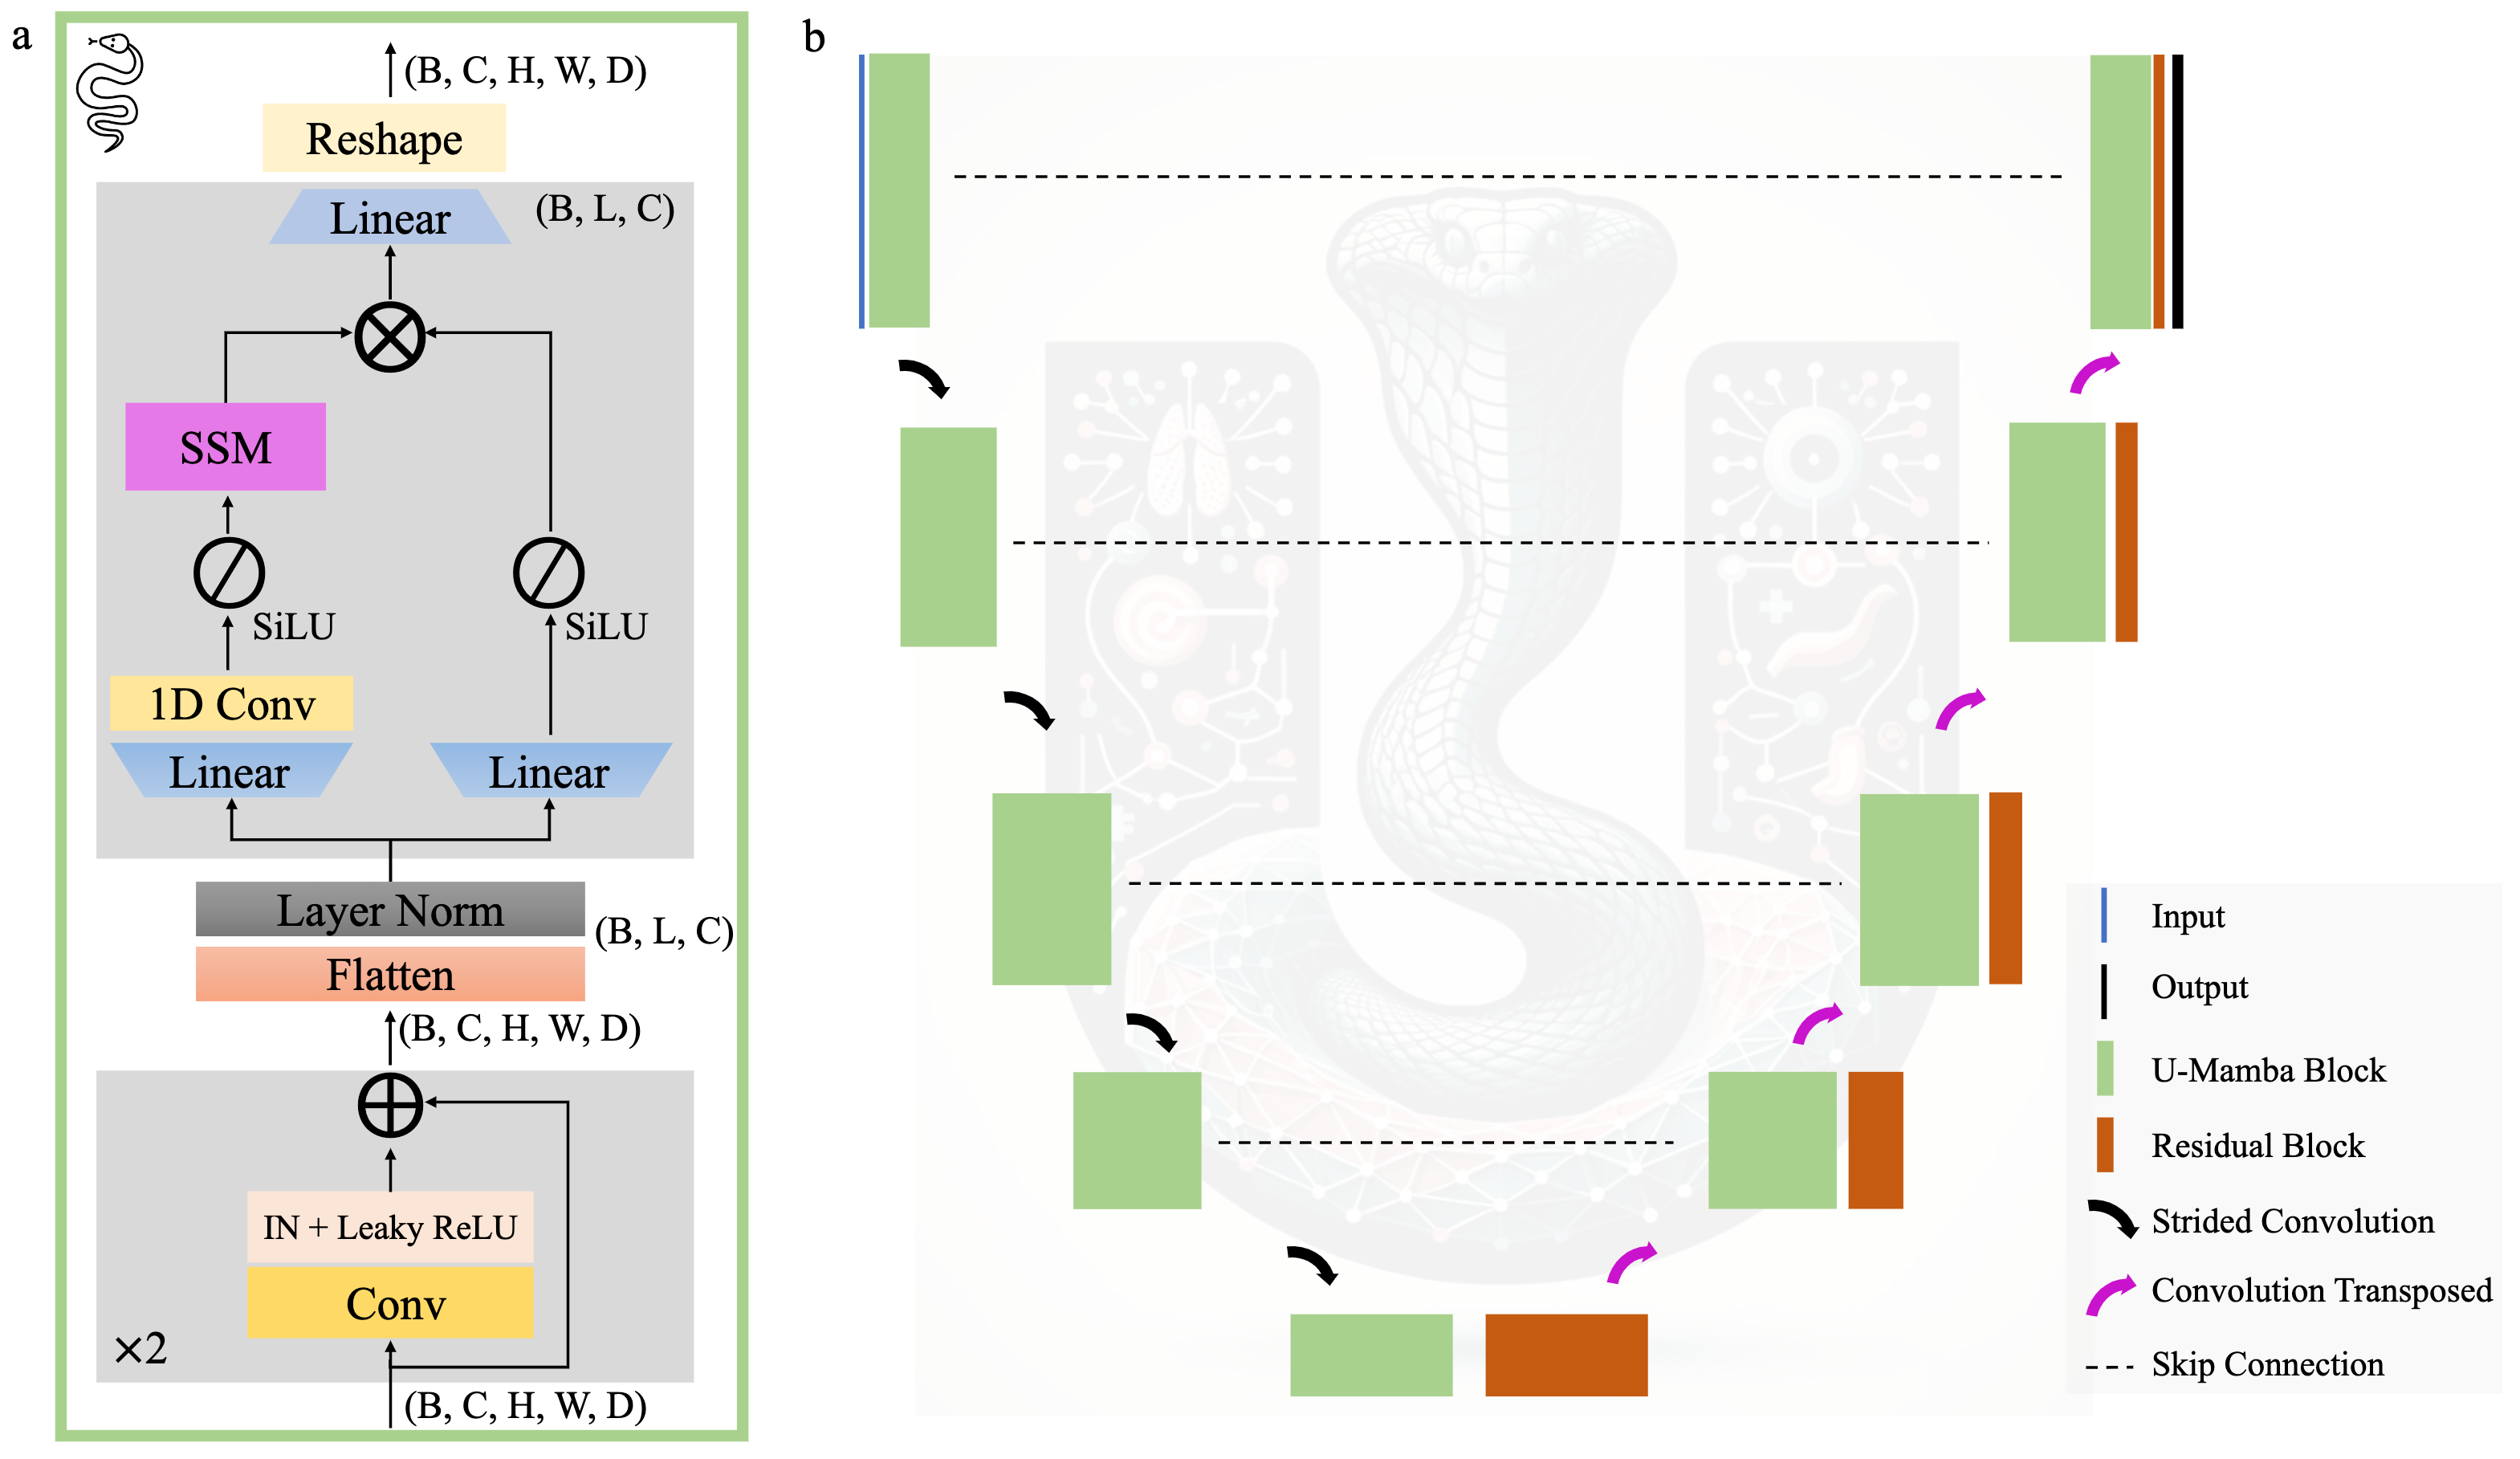 a
(B, C, H, W, D)
Reshape
Linear
(B, L, C)
SSM
SiLU
SiLU
1D Conv
Linear
Linear
Layer Norm
(B, L, C)
Flatten
(B, C, H, W, D)
IN + Leaky ReLU
Conv
×2
(B, C, H, W, D)
b
Input
Output
U-Mamba Block
Residual Block
Strided Convolution
Convolution Transposed
Skip Connection